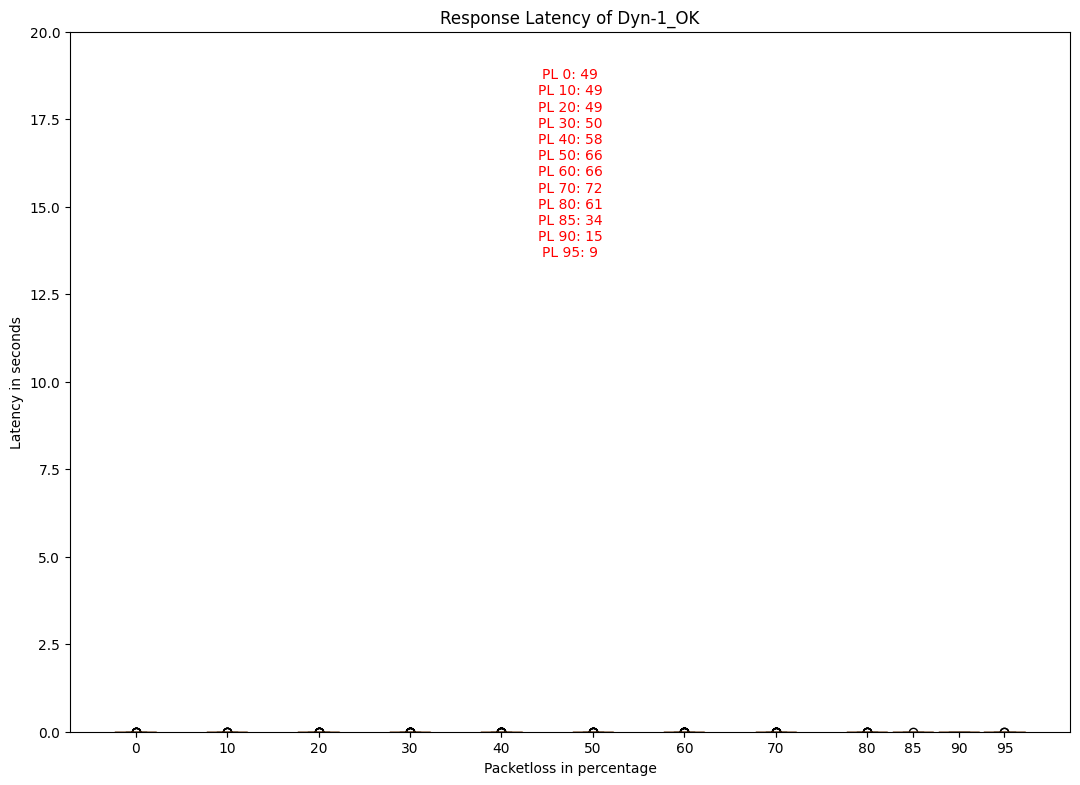 Response Latency of Dyn-1_OK
20.0
17.5
15.0
12.5
10.0
7.5
5.0
2.5
0.0
Latency in seconds
PL 0: 49
PL 10: 49
PL 20: 49
PL 30: 50
PL 40: 58
PL 50: 66
PL 60: 66
PL 70: 72
PL 80: 61
PL 85: 34
PL 90: 15
PL 95: 9
0 10 20 30 40 50 60 70 80 85 90 95
Packetloss in percentage